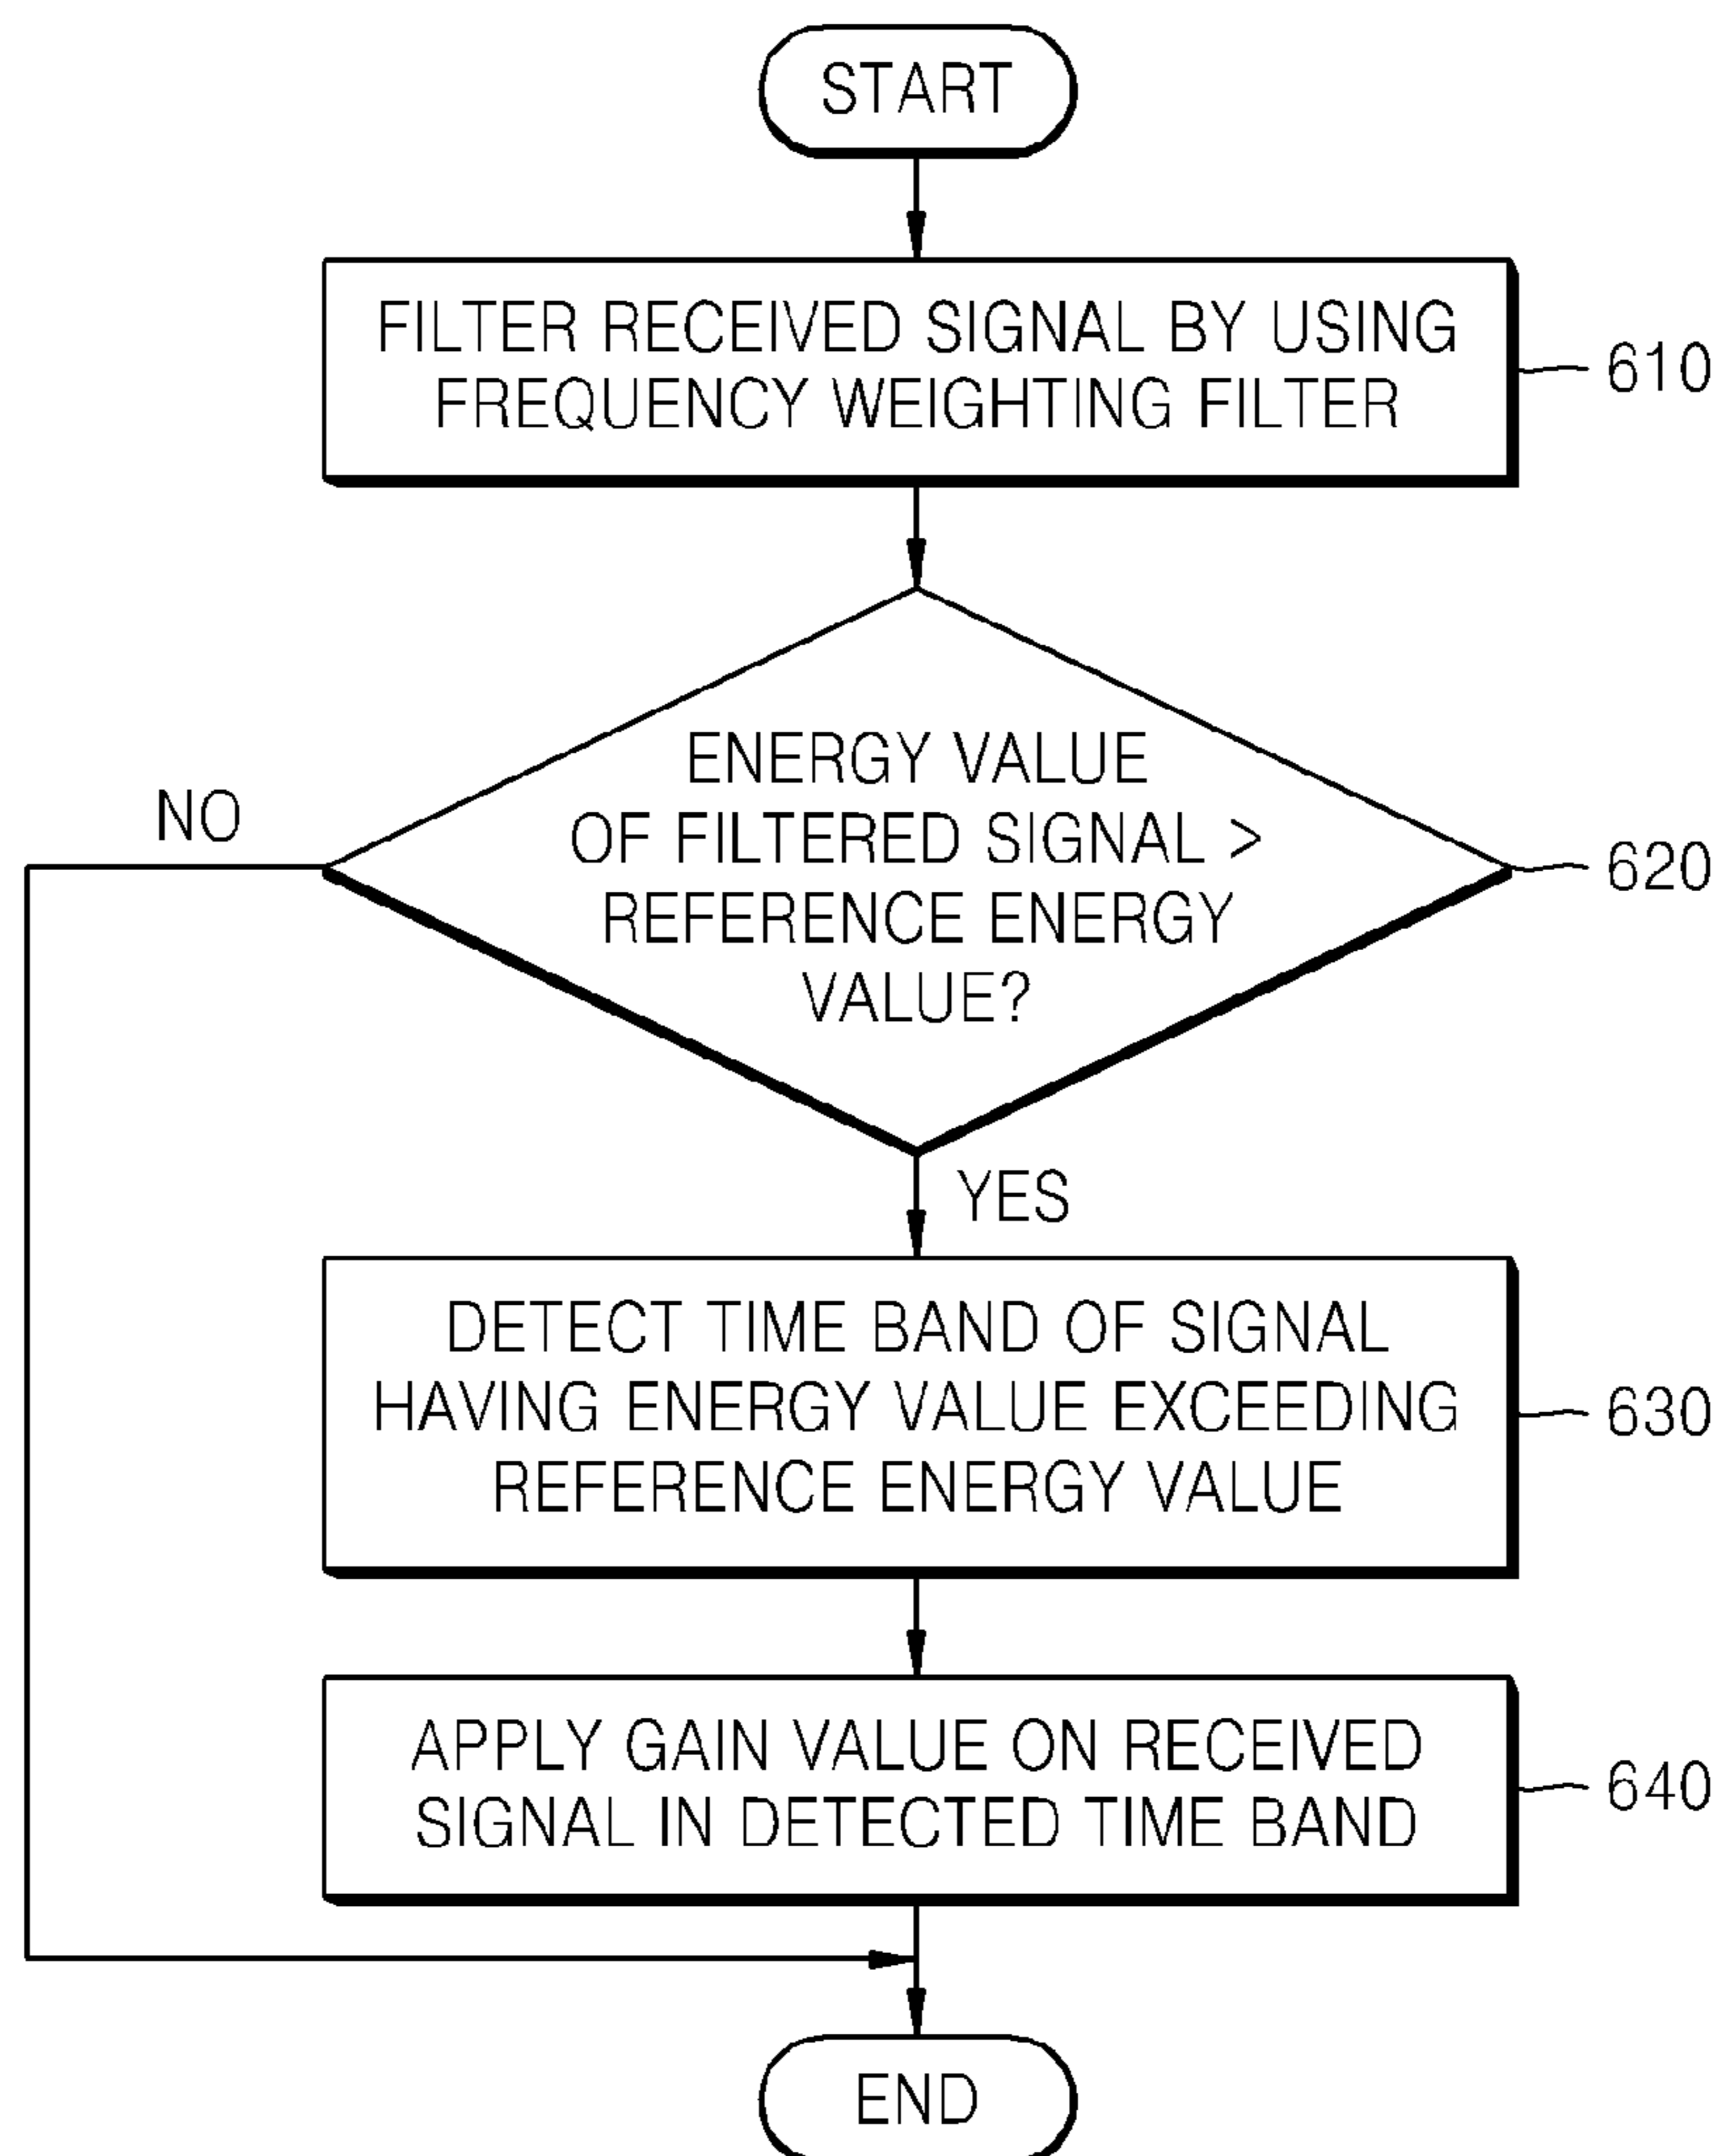 START
FILTER RECEIVED SIGNAL BY USING
FREQUENCY WEIGHTING FILTER
610
ENERGY VALUE
OF FILTERED SIGNAL >
REFERENCE ENERGY
VALUE?
NO
620
YES
DETECT TIME BAND OF SIGNAL
HAVING ENERGY VALUE EXCEEDING
REFERENCE ENERGY VALUE
630
APPLY GAIN VALUE ON RECEIVED
SIGNAL IN DETECTED TIME BAND
640
END